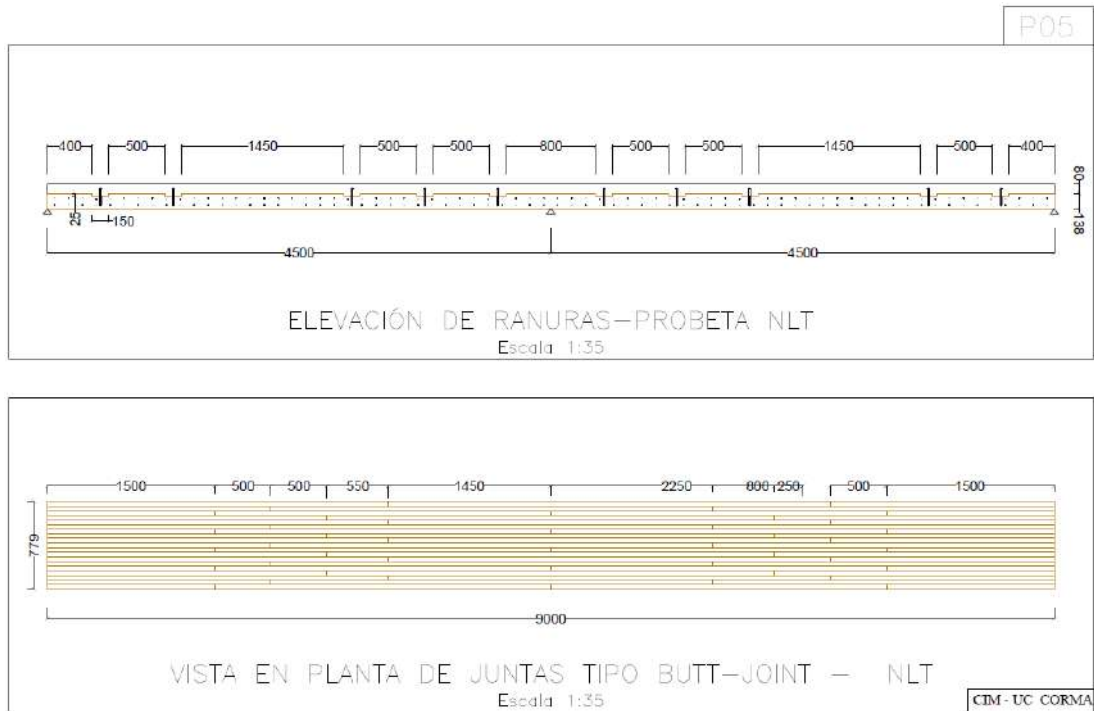 P05
400 500 1450 500 500 800 500 500 1450 500 400
80
25 150 138
4500 4500
ELEVACIÓN DE RANURAS-PROBETA NLT
Escala 1:35
1500 500 500 550 1450 2250 800 250 500 1500
779
9000
VISTA EN PLANTA DE JUNTAS TIPO BUTT-JOINT - NLT
Escala 1:35
CIM - UC CORMA